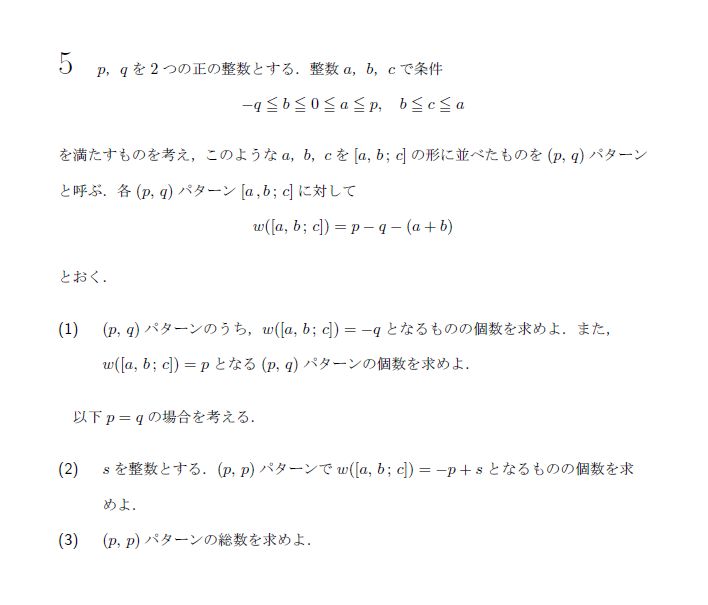 5 p, q を 2 つの正の整数とする．整数 a, b, c で条件
−q ≦ b ≦ 0 ≦ a ≦ p, b ≦ c ≦ a
を満たすものを考え，このような a, b, c を [a, b ; c] の形に並べたものを (p, q) パターン
と呼ぶ．各 (p, q) パターン [a ,b ; c] に対して
w([a, b ; c]) = p − q − (a + b)
とおく．
(1) (p, q) パターンのうち，w([a, b ; c]) = −q となるものの個数を求めよ．また，
w([a, b ; c]) = p となる (p, q) パターンの個数を求めよ．
以下 p = q の場合を考える．
(2) s を整数とする．(p, p) パターンで w([a, b ; c]) = −p + s となるものの個数を求
めよ．
(3) (p, p) パターンの総数を求めよ．